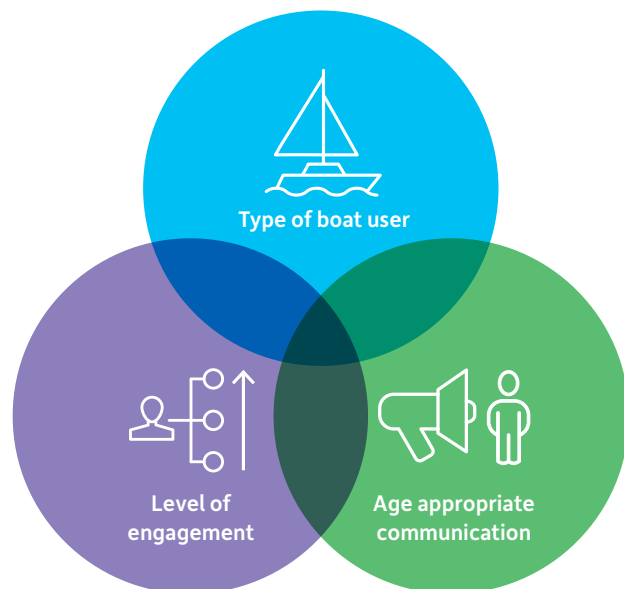 Type of boat user
Level of
engagement
Age appropriate
communication